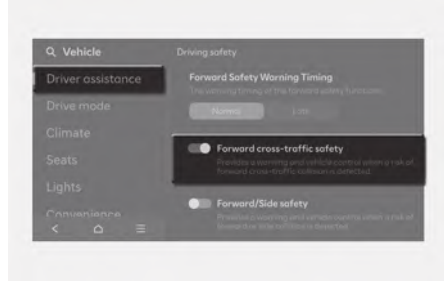 Vehicle
Driving safety
Driver assistance
Forward Safety Warning Timing
The warning timing of the forward safety function.
Drive mode
Normal
Late
Climate
Forward cross-traffic safety
Provides a warning and vehicle control when a risk of
forward cross-traffic collision is detected.
Seats
Lights
Forward/Side safety
Provides a warning and vehicle control when a risk of
forward or side collision is detected.
Convenience